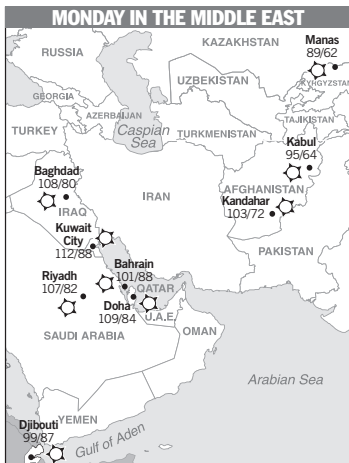 MONDAY IN THE MIDDLE EAST
KAZAKHSTAN
Manas
89/62
RUSSIA
UZBEKISTAN
KYRGYZSTAN
GEORGIA
AZERBAIJAN
TAJIKISTAN
TURKEY
Caspian
Sea
TURKMENISTAN
Kabul
95/64
Baghdad
108/80
IRAN
AFGHANISTAN
Kandahar
103/72
IRAQ
Kuwait
City
112/88
PAKISTAN
Bahrain
101/88
Riyadh
107/82
QATAR
Doha
109/84
U.A.E.
OMAN
SAUDI ARABIA
Arabian Sea
YEMEN
Djibouti
99/87
Gulf of Aden